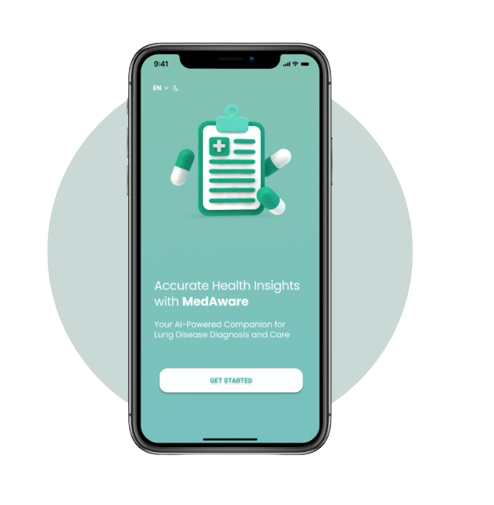 9:41
EN
Accurate Health Insights
with MedAware
Your AI-Powered Companion for
Lung Disease Diagnosis and Care
GET STARTED